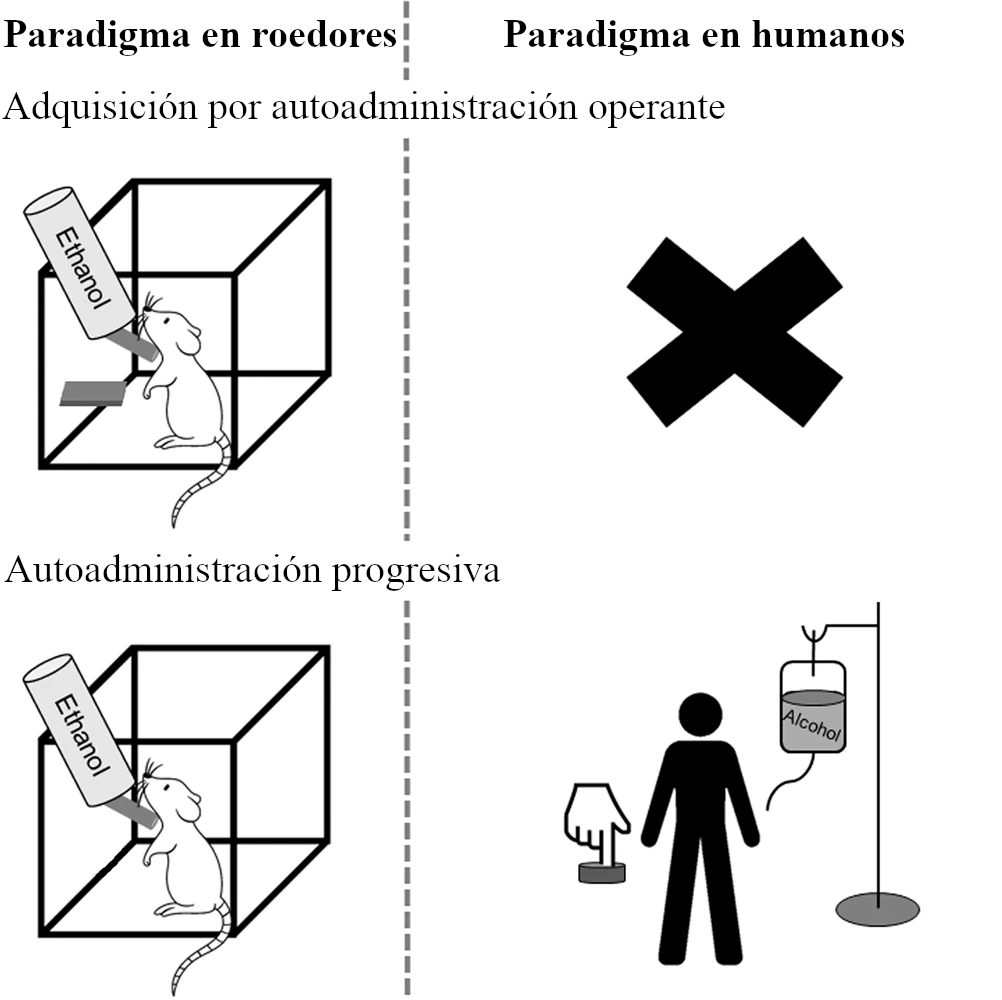 Paradigma en roedores
Paradigma en humanos
Adquisición por autoadministración operante
Ethanol
Autoadministración progresiva
Ethanol
Alcohol